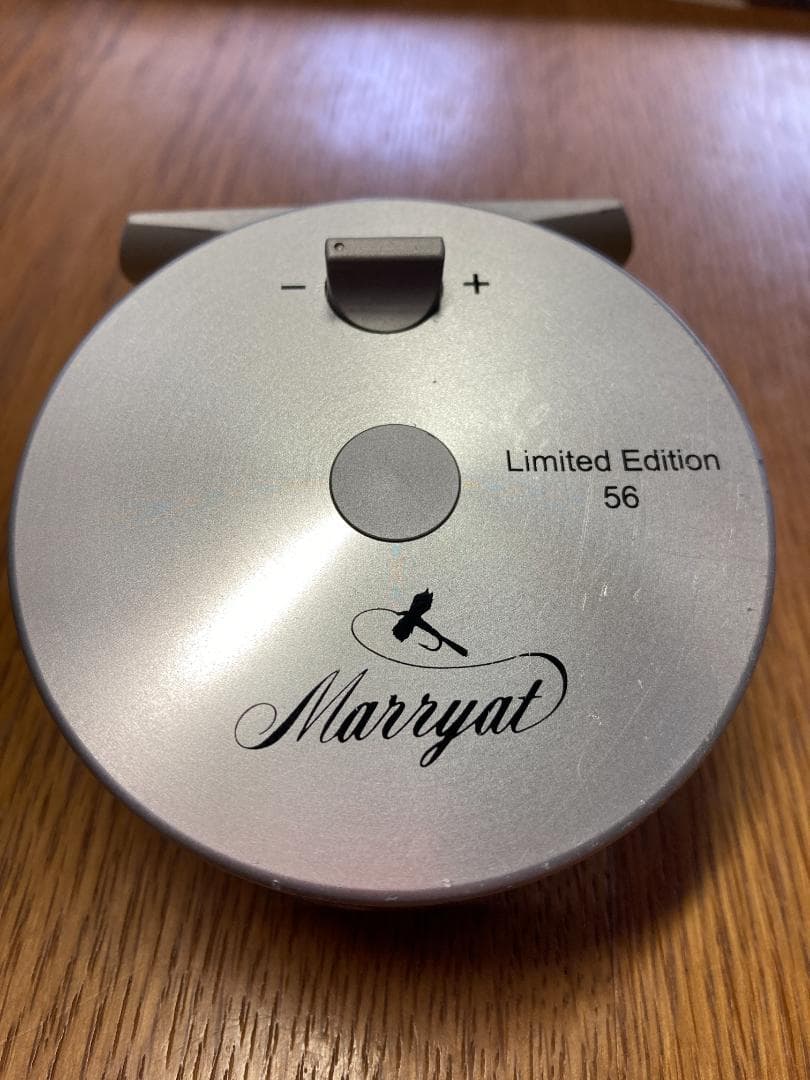 - +
Limited Edition
56
Marryat